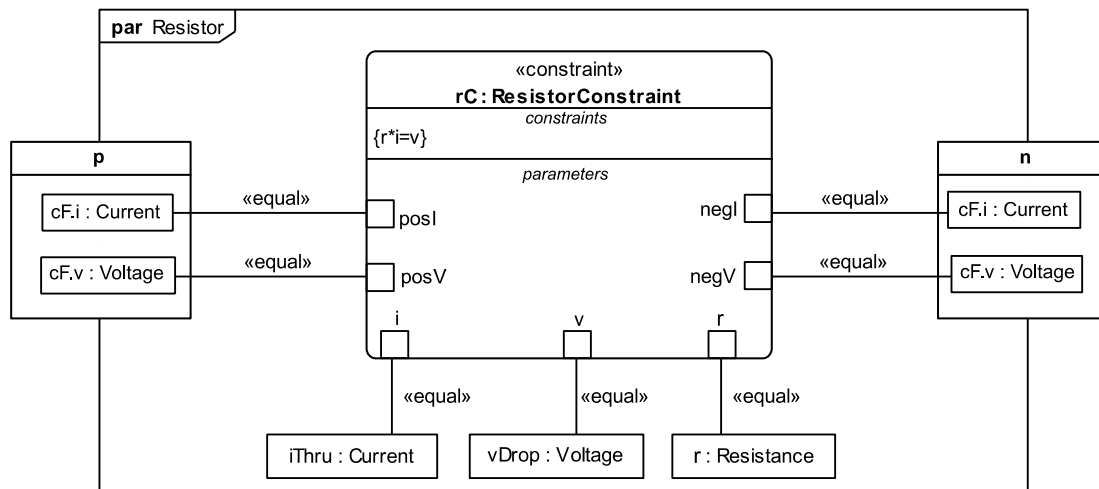 par Resistor
«constraint»
rC : ResistorConstraint
constraints
{r*i=v}
parameters
p
cF.i : Current
cF.v : Voltage
«equal»
«equal»
posI
posV
negI
negV
«equal»
«equal»
n
cF.i : Current
cF.v : Voltage
i
v
r
«equal»
«equal»
«equal»
iThru : Current
vDrop : Voltage
r : Resistance